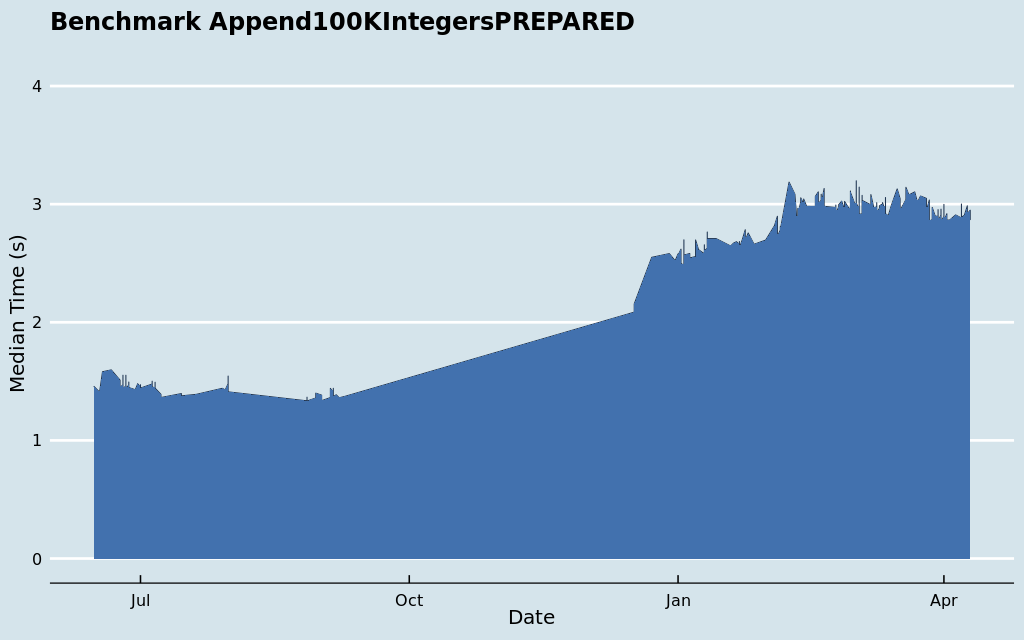 Benchmark Append100KIntegersPREPARED
4
3
2
1
0
Median Time (s)
Jul
Oct
Jan
Apr
Date